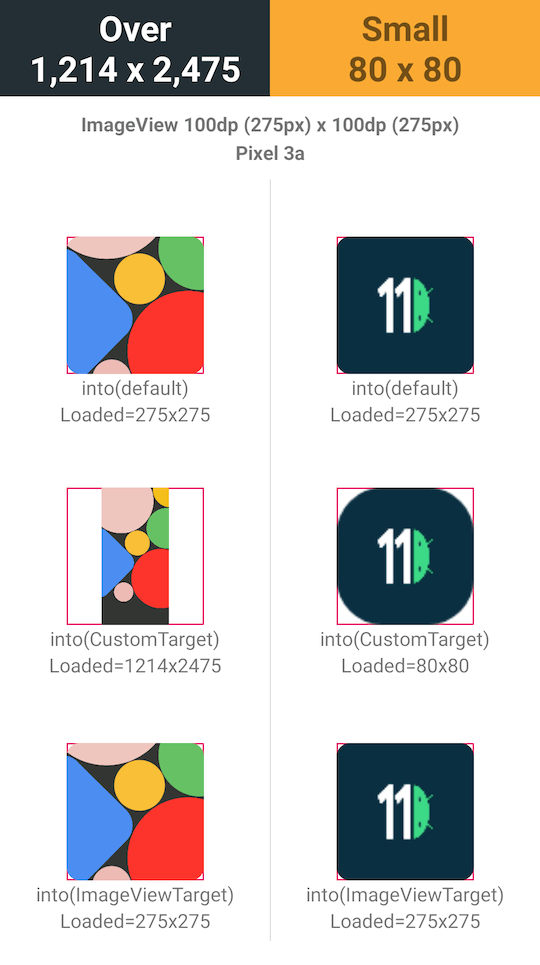 Over
1,214 x 2,475
Small
80 x 80
ImageView 100dp (275px) x 100dp (275px)
Pixel 3a
into(default)
Loaded=275x275
11
into(default)
Loaded=275x275
into(CustomTarget)
Loaded=1214x2475
11
into(CustomTarget)
Loaded=80x80
into(ImageViewTarget)
Loaded=275x275
11
into(ImageViewTarget)
Loaded=275x275